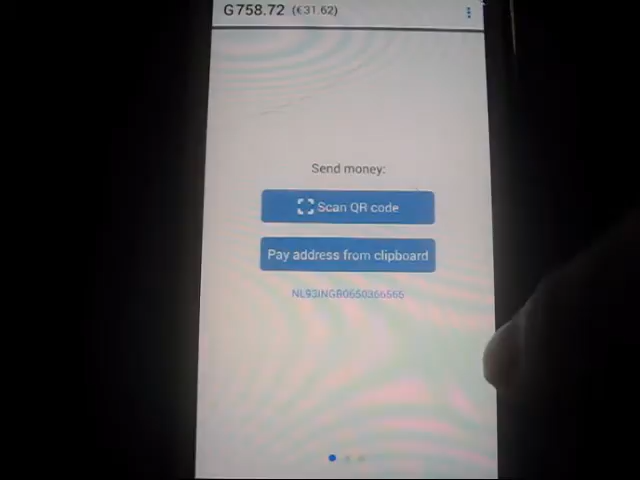 G758.72 (€31.62)
Send money:
Scan QR code
Pay address from clipboard
NL93INGB0650366565